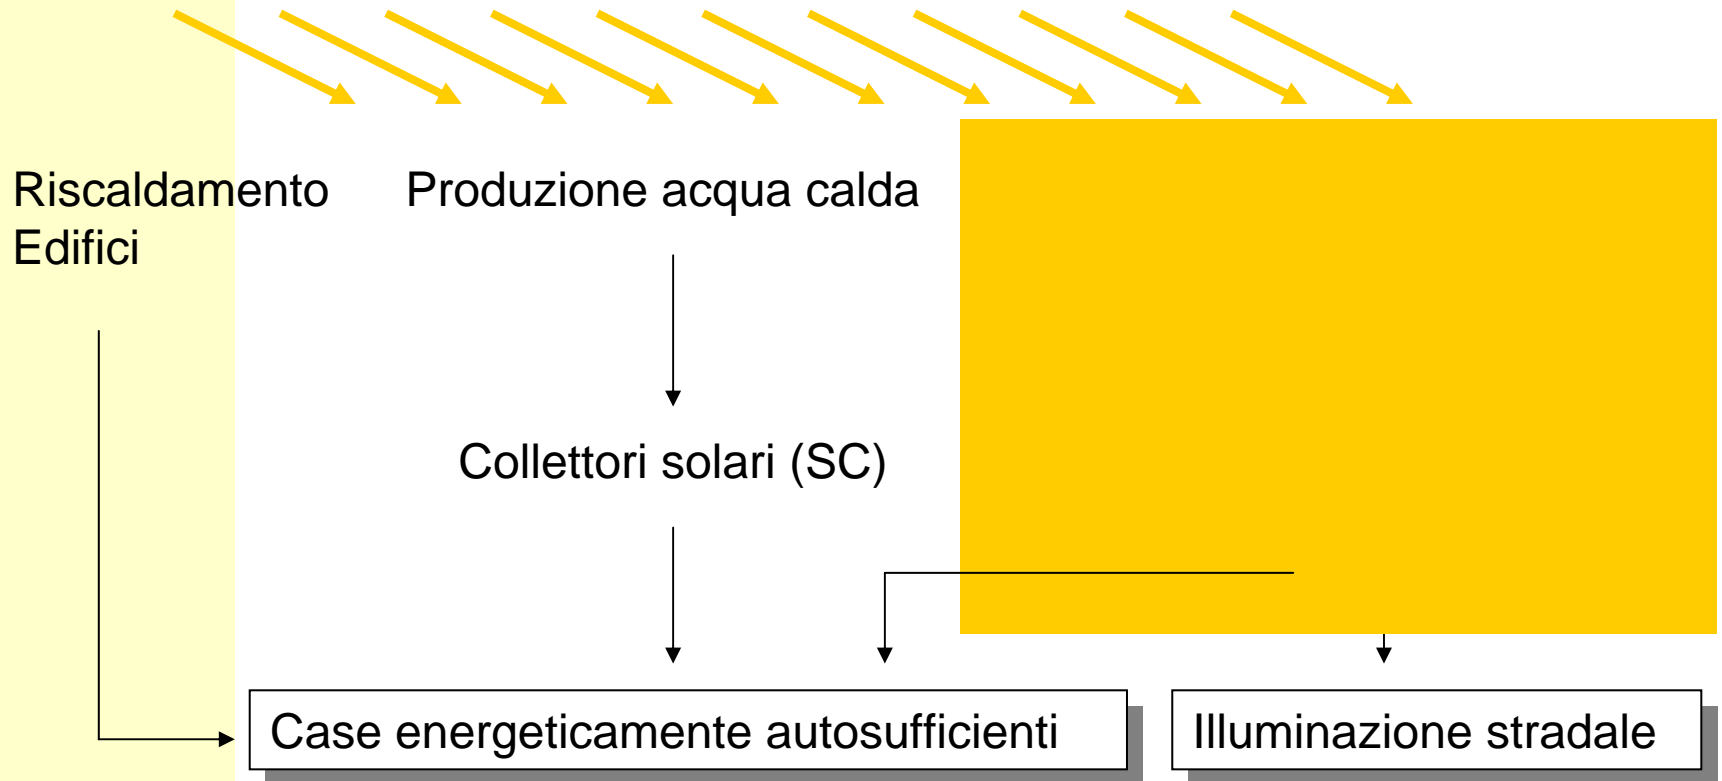 Riscaldamento
Edifici
Produzione acqua calda
Collettori solari (SC)
Case energeticamente autosufficienti
Illuminazione stradale